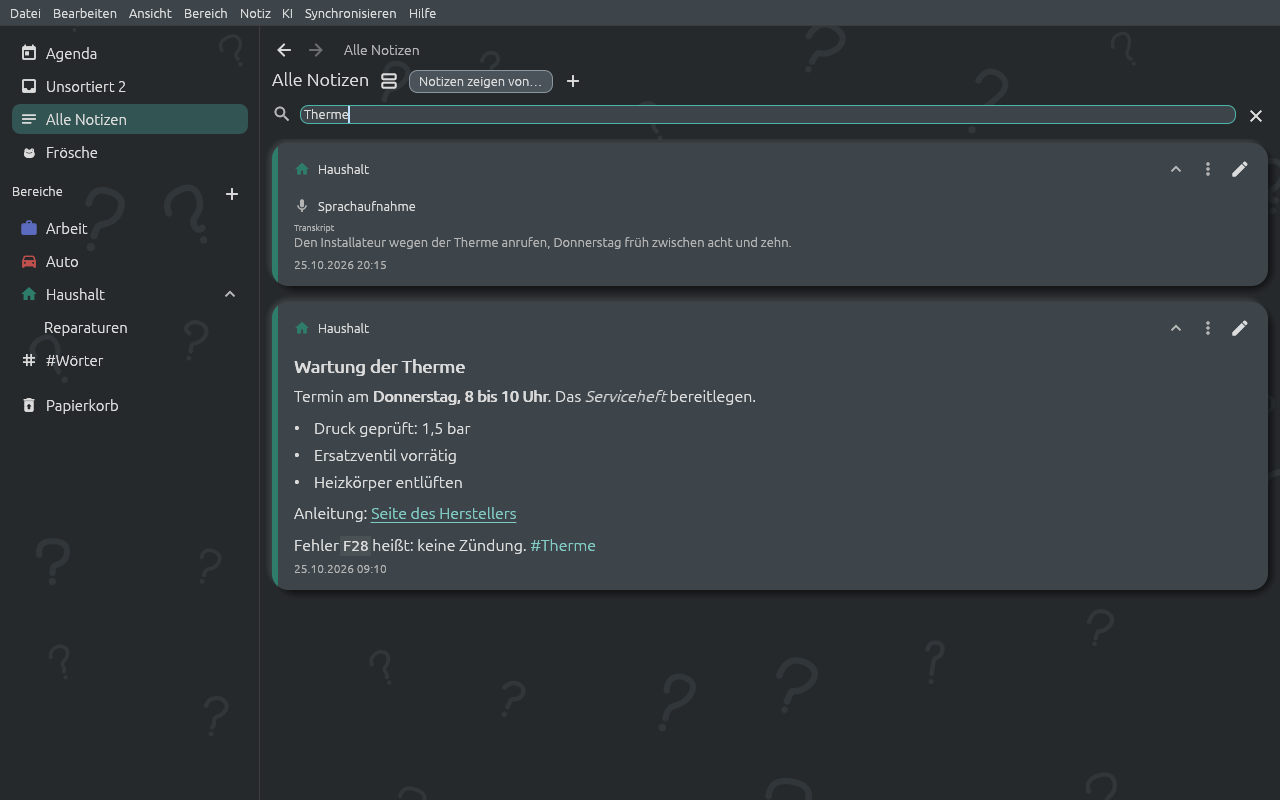 Datei Bearbeiten Ansicht Bereich Notiz KI Synchronisieren Hilfe
Agenda
Unsortiert 2
Alle Notizen
Frösche
Bereiche
Arbeit
Auto
Haushalt
Reparaturen
#Wörter
Papierkorb
Alle Notizen
Alle Notizen Notizen zeigen von…
Therme
Haushalt
Sprachaufnahme
Transkript
Den Installateur wegen der Therme anrufen, Donnerstag früh zwischen acht und zehn.
25.10.2026 20:15
Haushalt
Wartung der Therme
Termin am Donnerstag, 8 bis 10 Uhr. Das Serviceheft bereitlegen.
• Druck geprüft: 1,5 bar
• Ersatzventil vorrätig
• Heizkörper entlüften
Anleitung: Seite des Herstellers
Fehler F28 heißt: keine Zündung. #Therme
25.10.2026 09:10